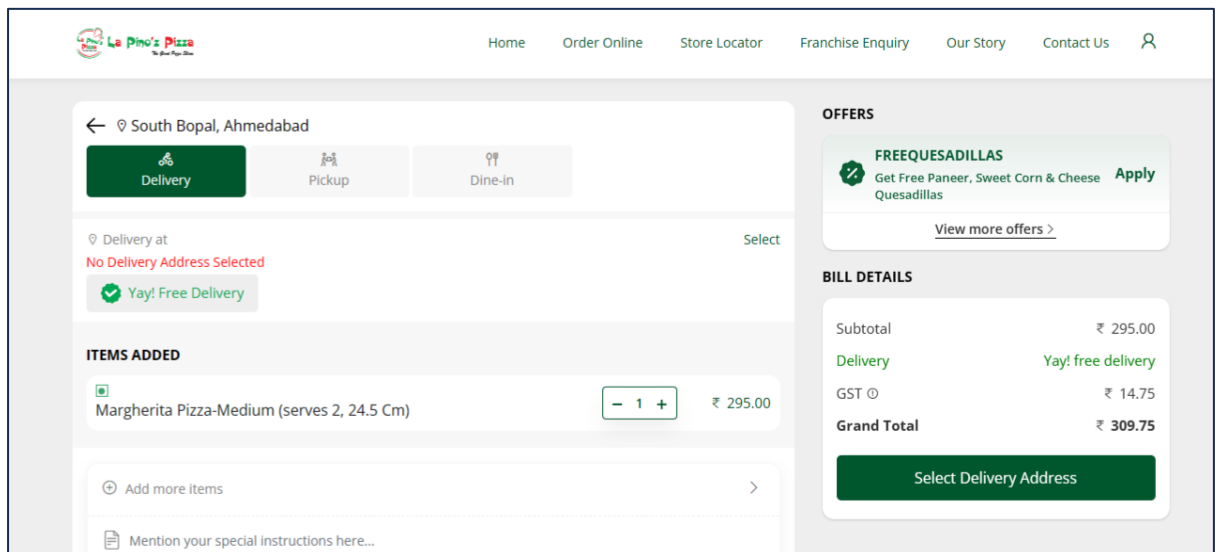 La Pino'z Pizza
Home
Order Online
Store Locator
Franchise Enquiry
Our Story
Contact Us
South Bopal, Ahmedabad
Delivery
Pickup
Dine-in
Delivery at
Select
No Delivery Address Selected
Yay! Free Delivery
ITEMS ADDED
Margherita Pizza-Medium (serves 2, 24.5 Cm)
- 1 +
₹ 295.00
Add more items
Mention your special instructions here...
OFFERS
FREEQUESADILLAS
Get Free Paneer, Sweet Corn & Cheese
Quesadillas
Apply
View more offers >
BILL DETAILS
Subtotal ₹ 295.00
Delivery Yay! free delivery
GST ₹ 14.75
Grand Total ₹ 309.75
Select Delivery Address